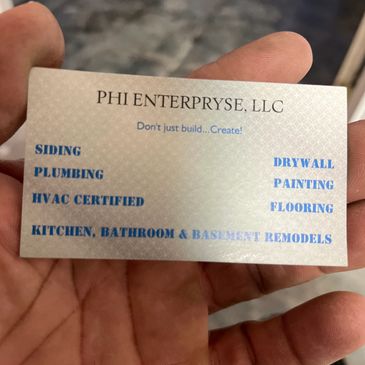 PHI ENTERPRYSE, LLC
Don't just build...Create!
SIDING
PLUMBING
HVAC CERTIFIED
DRYWALL
PAINTING
FLOORING
KITCHEN, BATHROOM & BASEMENT REMODELS